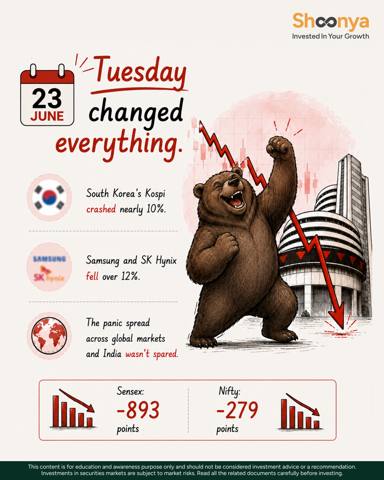 Shoonya
Invested In Your Growth
23
JUNE
Tuesday
changed
everything.
South Korea's Kospi
crashed nearly 10%.
SAMSUNG
SK hynix
Samsung and SK Hynix
fell over 12%.
The panic spread
across global markets
and India wasn't spared.
Sensex:
-893
points
Nifty:
-279
points
This content is for education and awareness purpose only and should not be considered investment advice or a recommendation.
Investments in securities markets are subject to market risks. Read all the related documents carefully before investing.